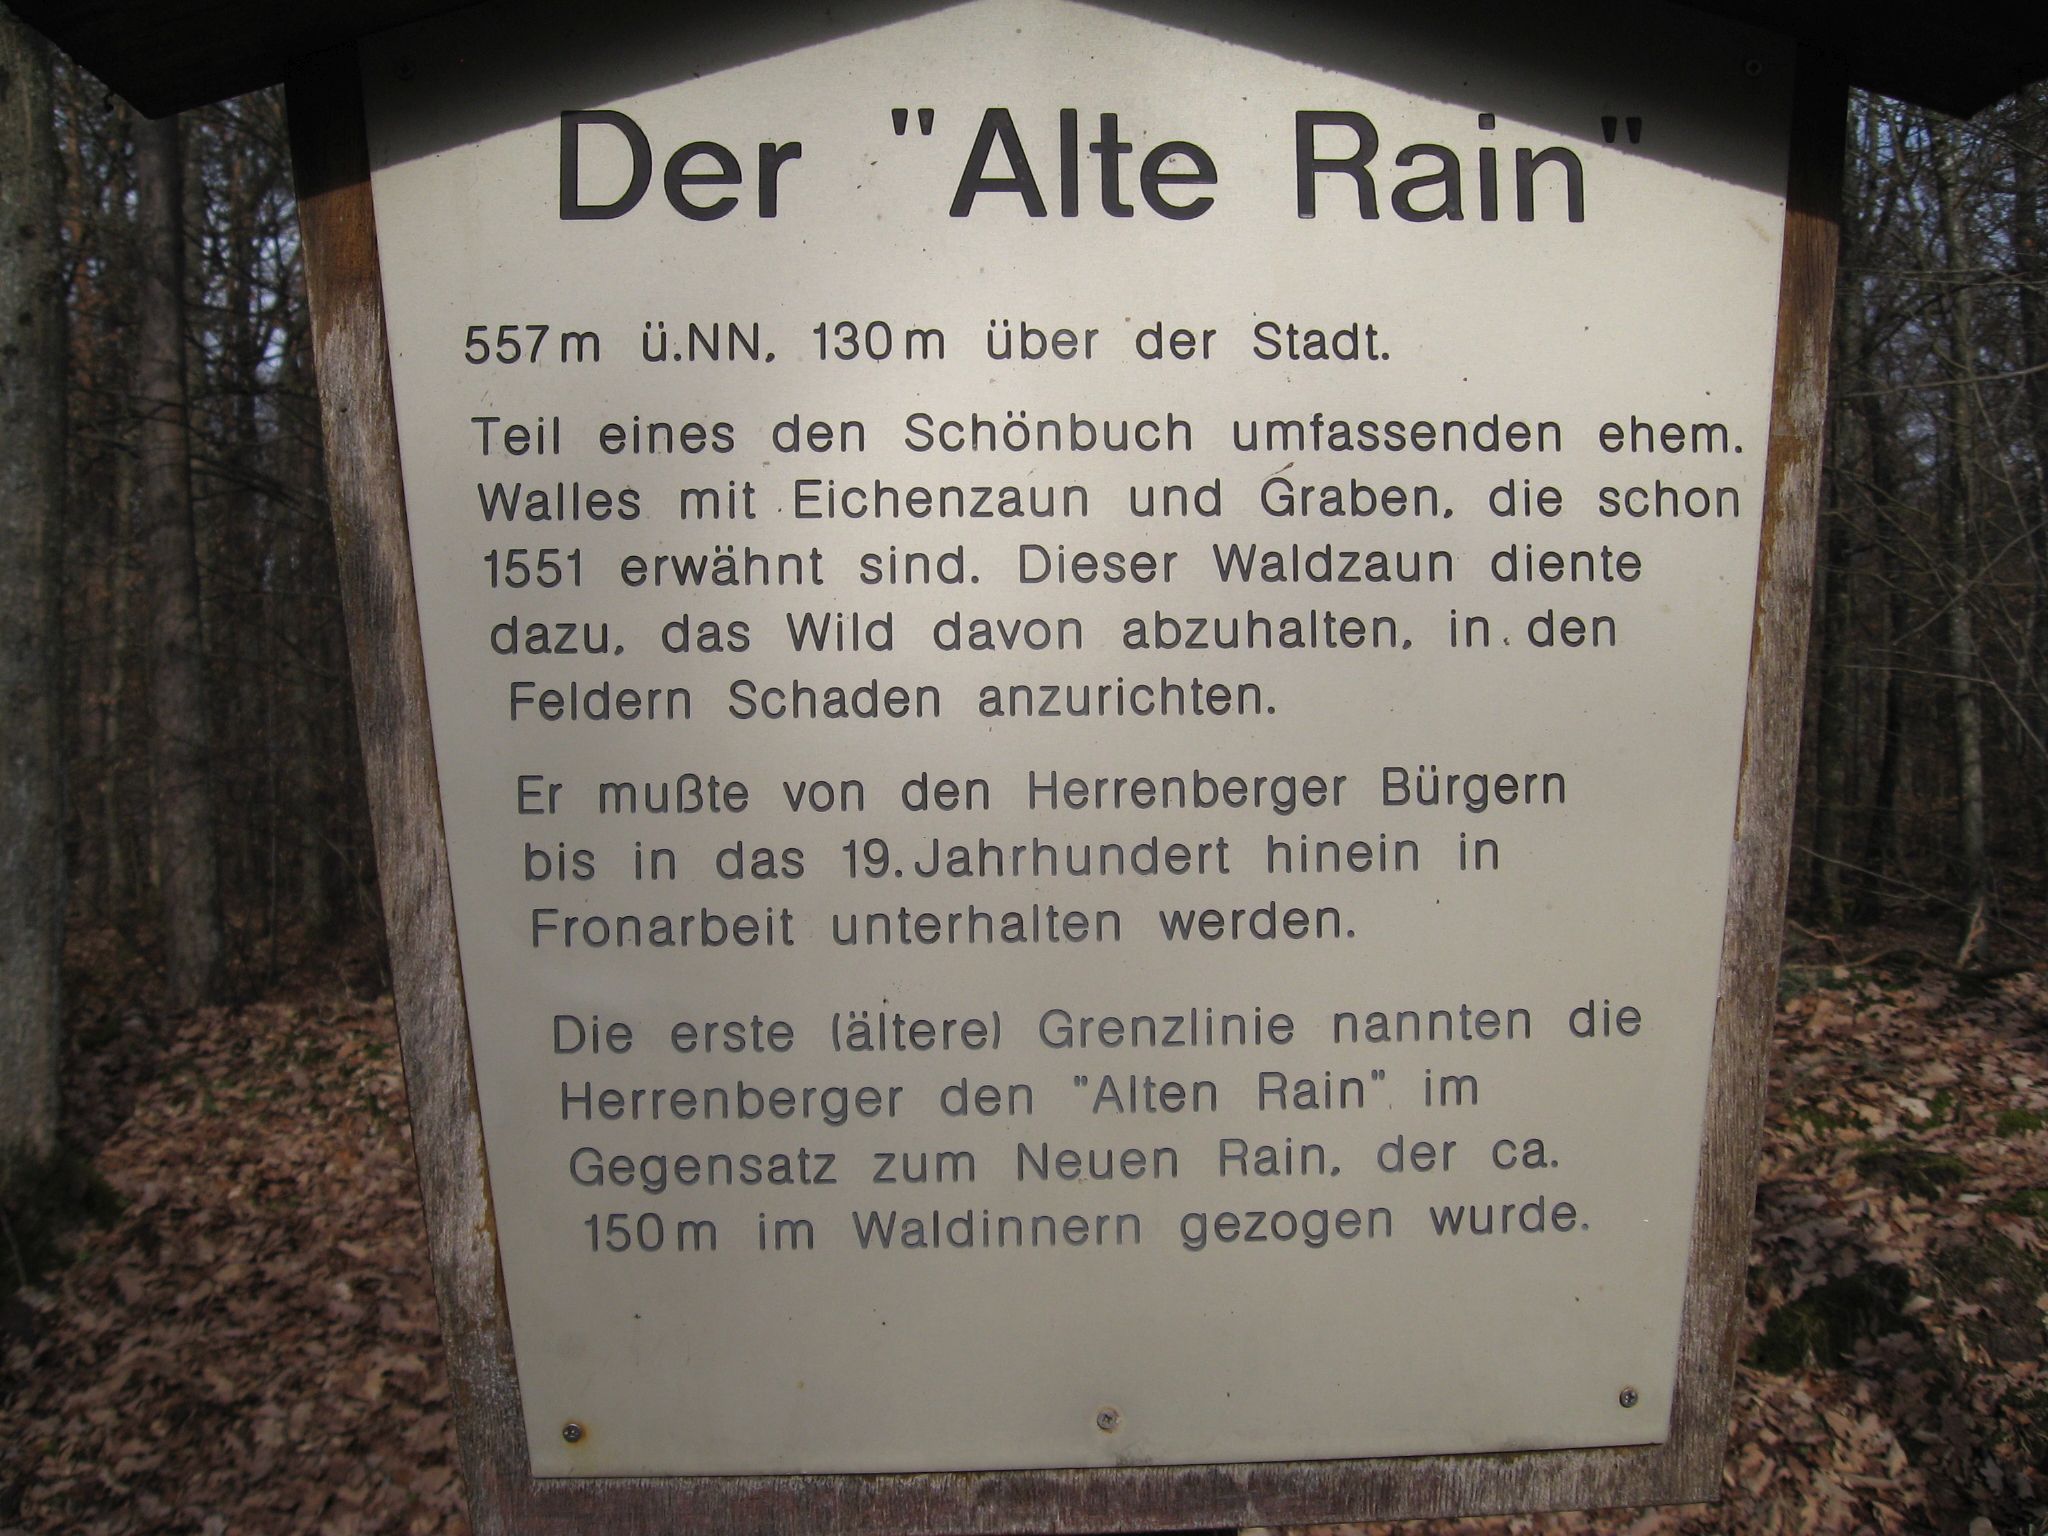 Der "Alte Rain"
557m ü.NN, 130m über der Stadt.
Teil eines den Schönbuch umfassenden ehem.
Walles mit Eichenzaun und Graben, die schon
1551 erwähnt sind. Dieser Waldzaun diente
dazu, das Wild davon abzuhalten, in den
Feldern Schaden anzurichten.
Er mußte von den Herrenberger Bürgern
bis in das 19. Jahrhundert hinein in
Fronarbeit unterhalten werden.
Die erste (ältere) Grenzlinie nannten die
Herrenberger den "Alten Rain" im
Gegensatz zum Neuen Rain, der ca.
150m im Waldinnern gezogen wurde.